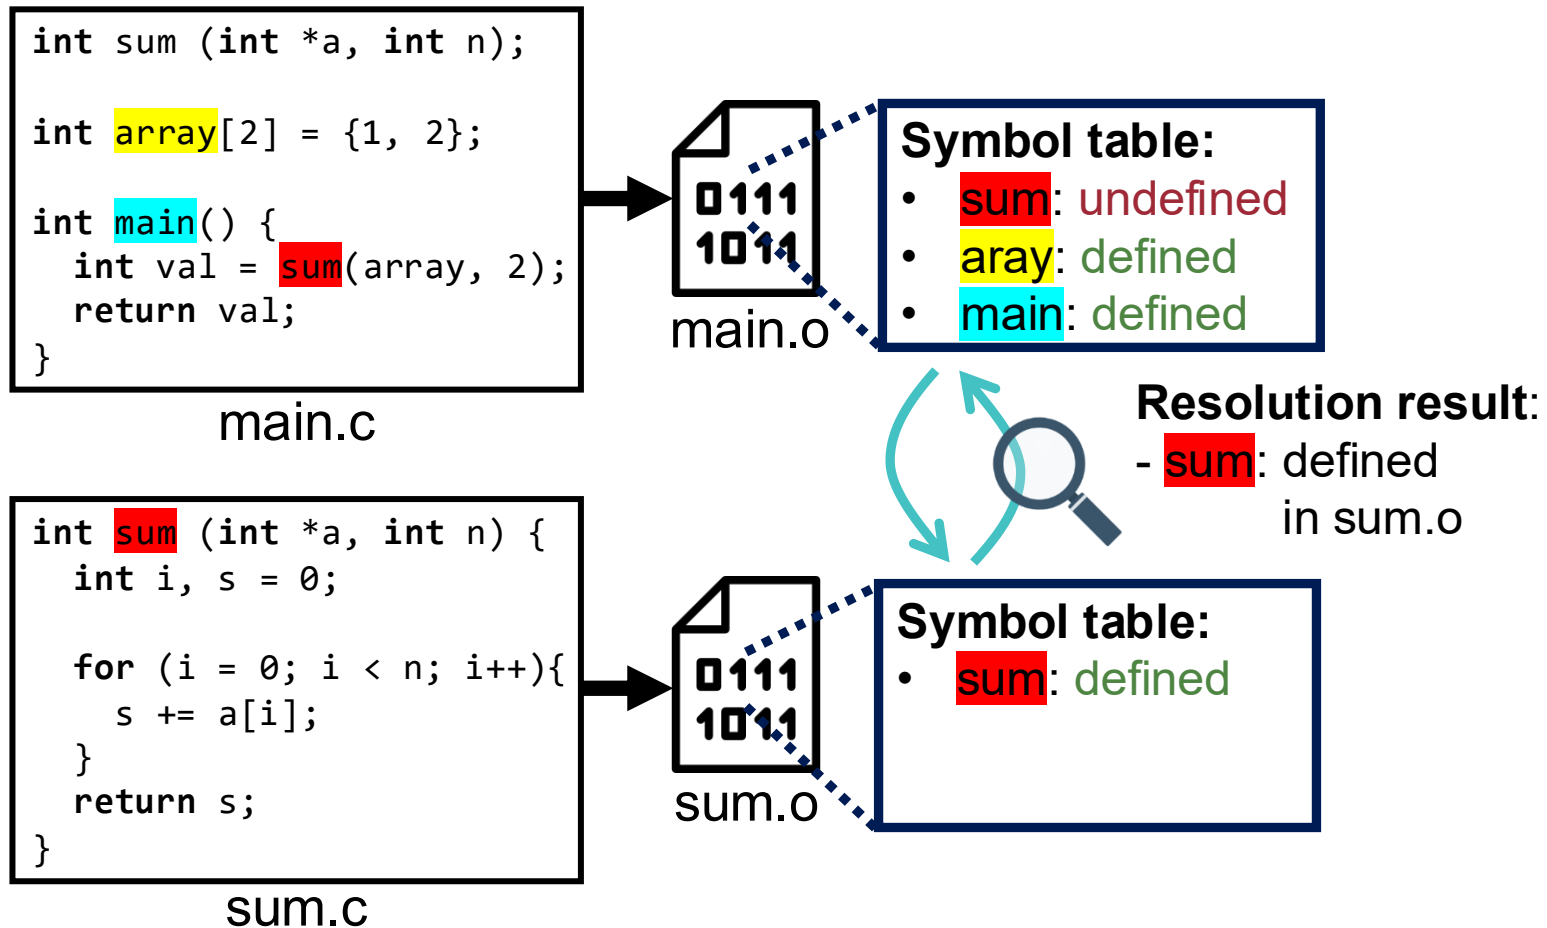 int sum (int *a, int n);
int array[2] = {1, 2};
int main() {
  int val = sum(array, 2);
  return val;
}
main.c
0111
1011
main.o
Symbol table:
• sum: undefined
• aray: defined
• main: defined
Resolution result:
- sum: defined
in sum.o
int sum (int *a, int n) {
  int i, s = 0;
  for (i = 0; i < n; i++){
    s += a[i];
  }
  return s;
}
sum.c
0111
1011
sum.o
Symbol table:
• sum: defined